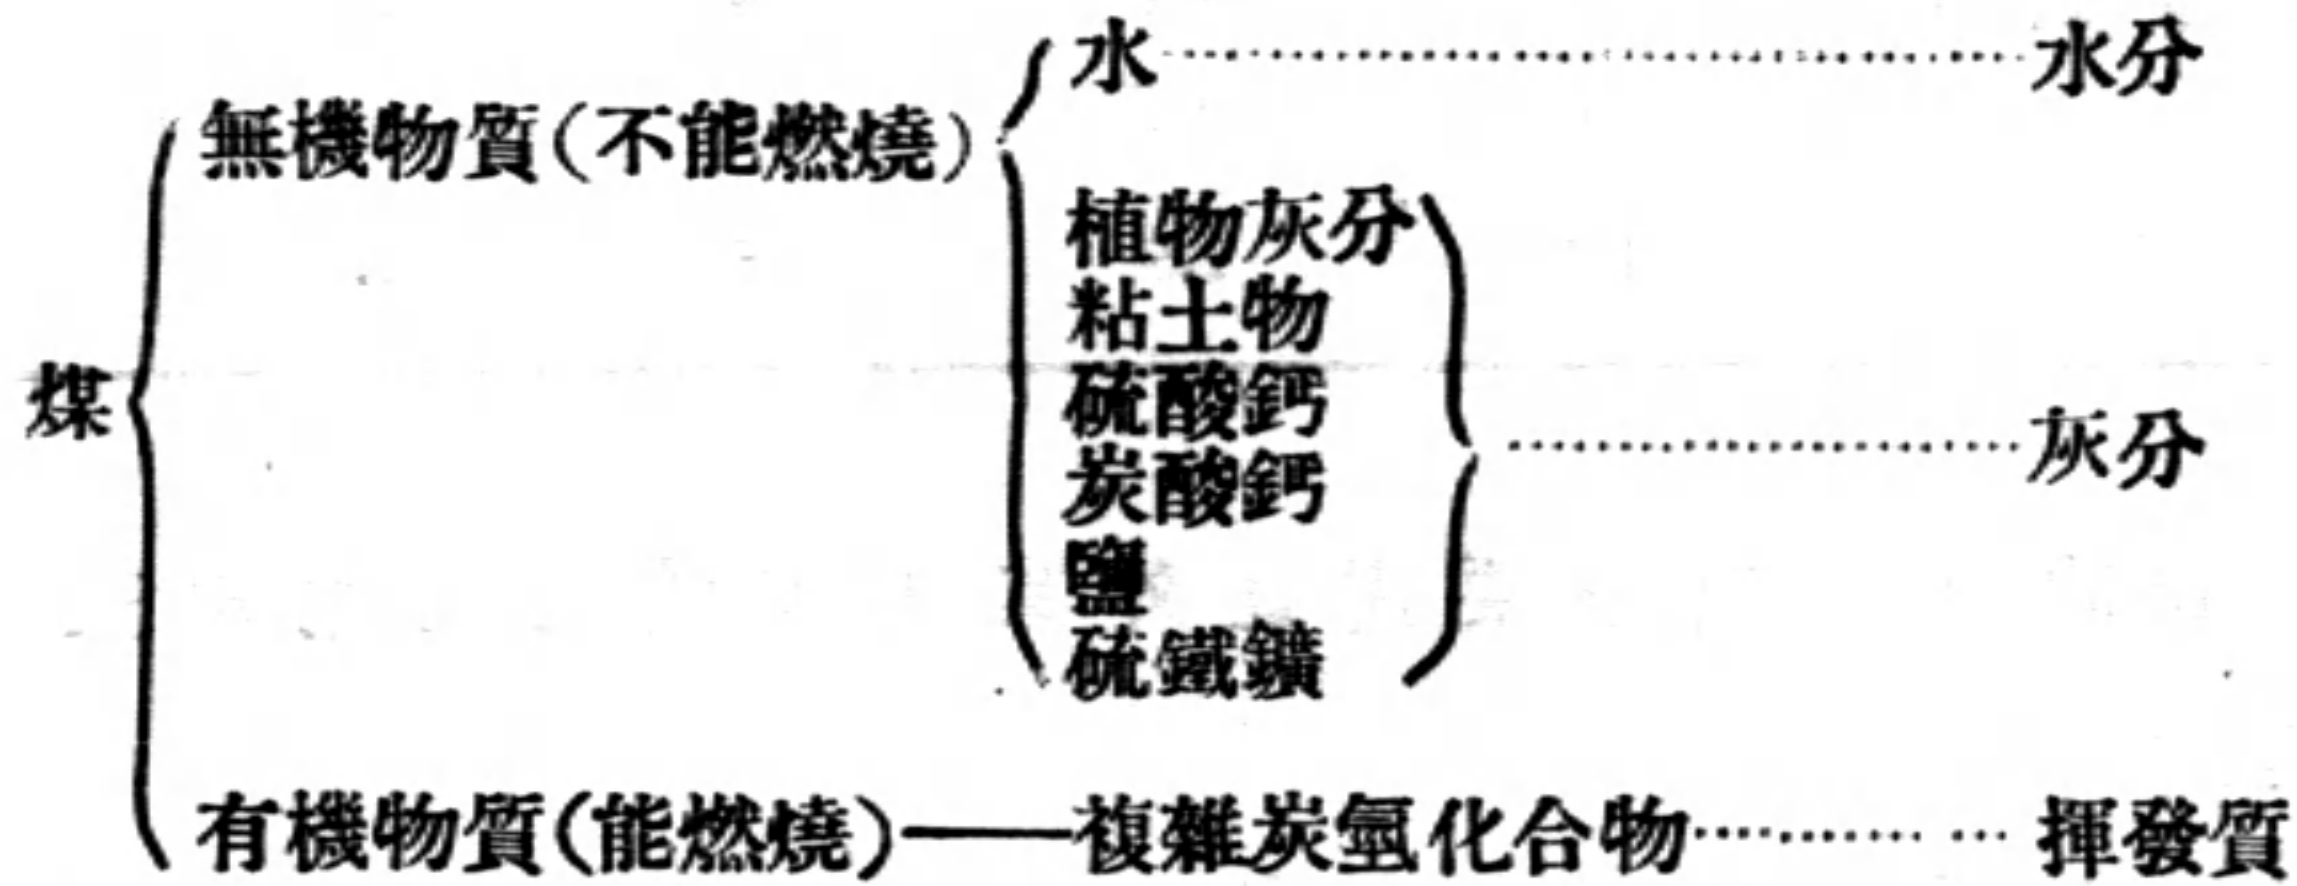 水 水分
無機物質(不能燃燒)
植物灰分
粘土物
硫酸鈣
煤
炭酸鈣 灰分
鹽
硫鐵鑛
有機物質(能燃燒)——複雜炭氫化合物 揮發質